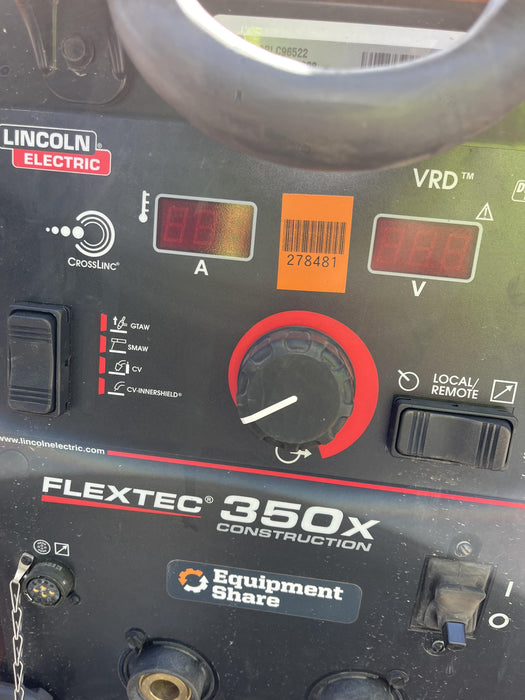 LC96522
LINCOLN®
ELECTRIC
VRD™
CROSSLINC®
A
278481
V
GTAW
SMAW
CV
CV-INNERSHIELD®
LOCAL/
REMOTE
www.lincolnelectric.com
FLEXTEC® 350X
CONSTRUCTION
Equipment
Share
I
O